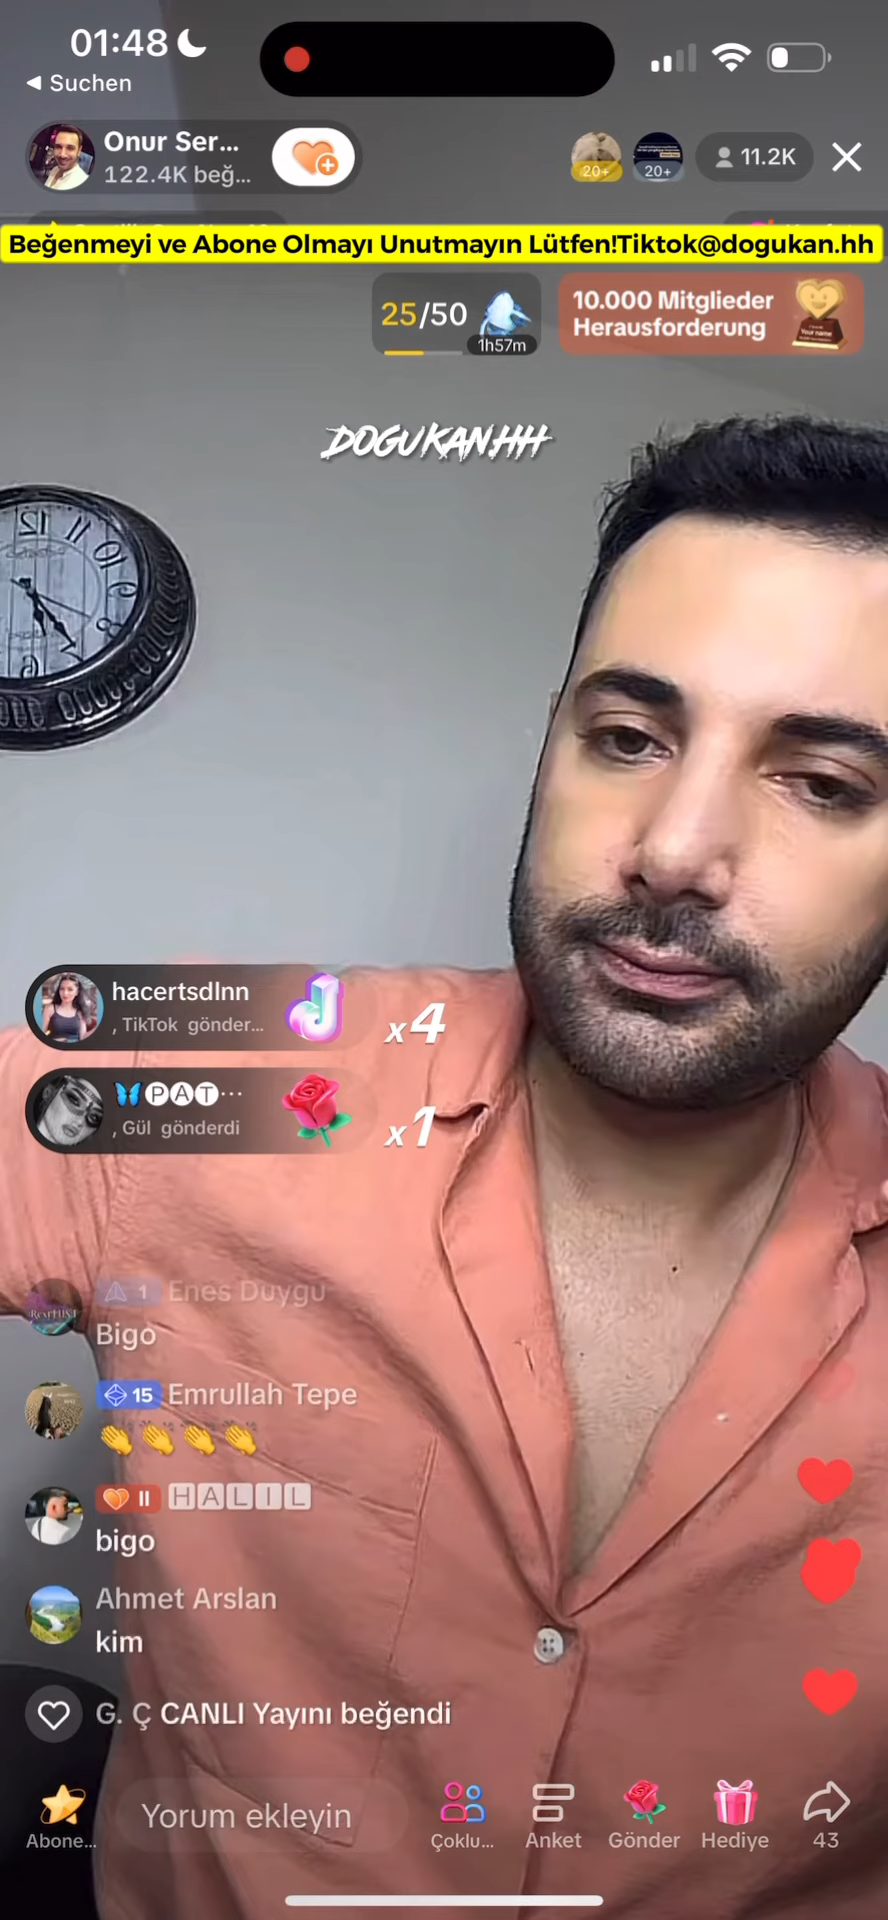 01:48
◀ Suchen
Onur Ser...
122.4K beğ...
20+
20+
11.2K
Beğenmeyi ve Abone Olmayı Unutmayın Lütfen!Tiktok@dogukan.hh
25/50
1h57m
10.000 Mitglieder
Herausforderung
Your name
DOGUKAN.HH
hacertsdlnn
, TikTok gönder...
x4
PAT...
, Gül gönderdi
x1
1 Enes Duygu
Bigo
15 Emrullah Tepe
👏👏👏👏
II HALIL
bigo
Ahmet Arslan
kim
G. Ç CANLI Yayını beğendi
Abone...
Yorum ekleyin
Çoklu...
Anket
Gönder
Hediye
43